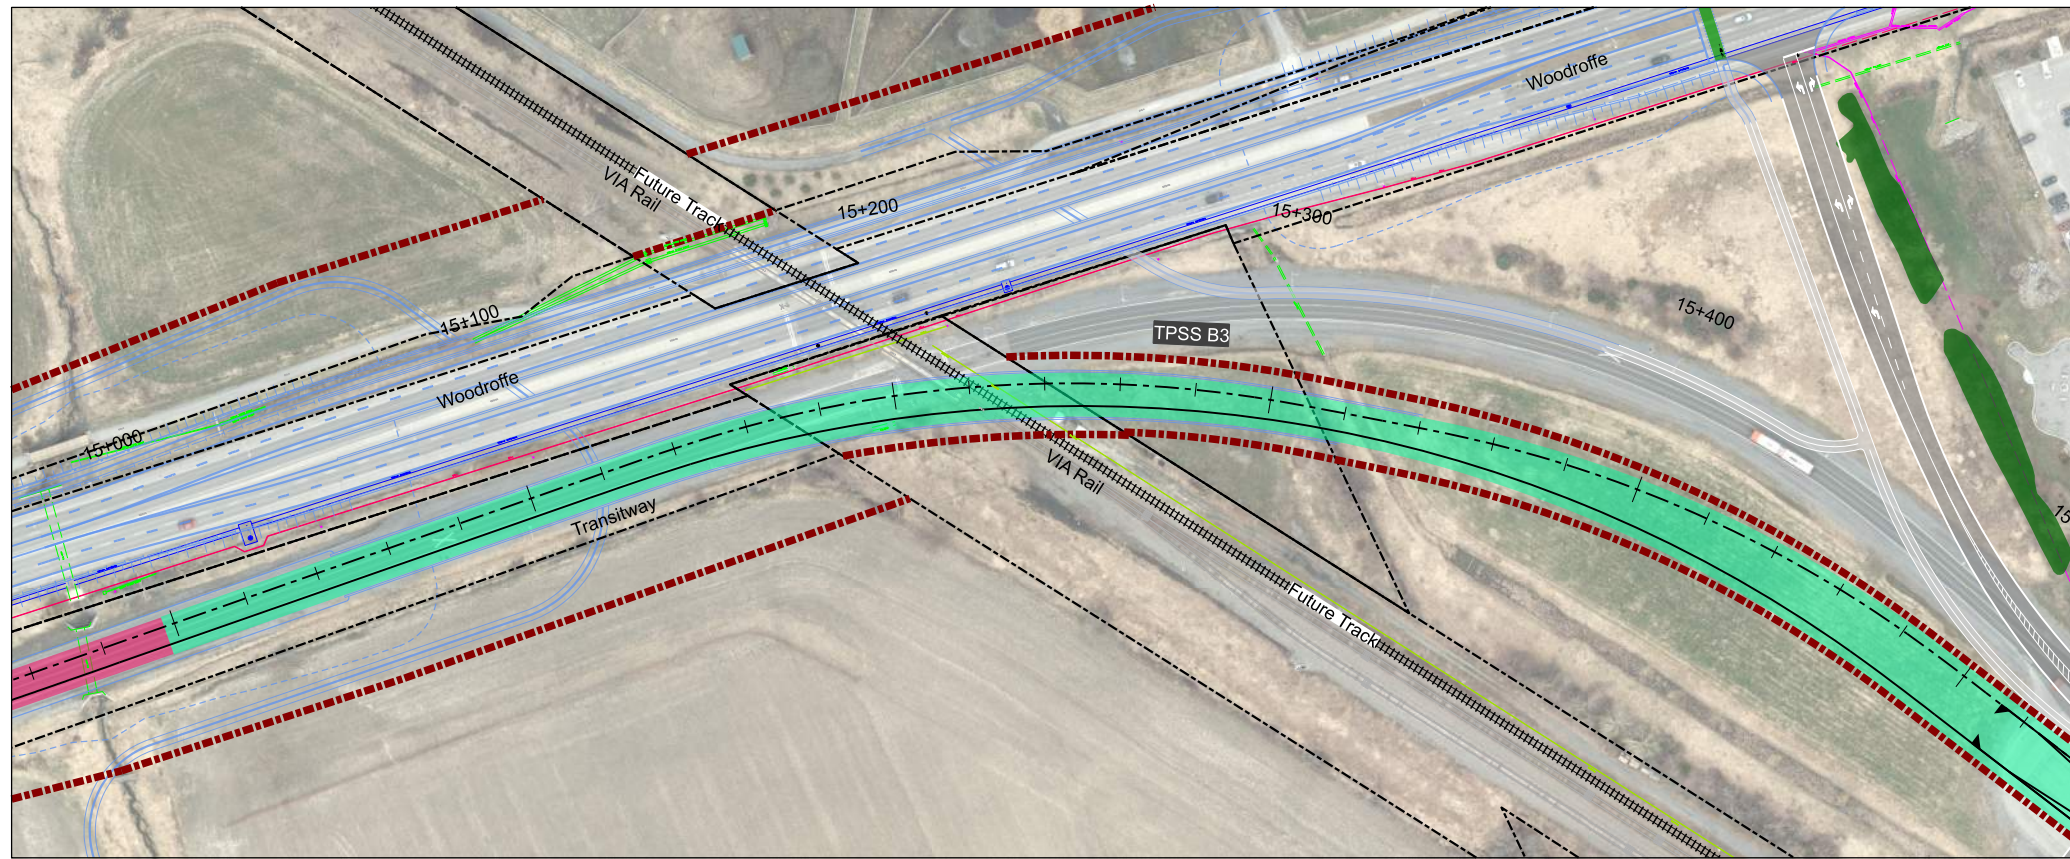 Woodroffe
VIA Rail
Future Track
15+200
15+300
15+100
15+400
TPSS B3
Woodroffe
15+000
VIA Rail
Transitway
15
Future Track